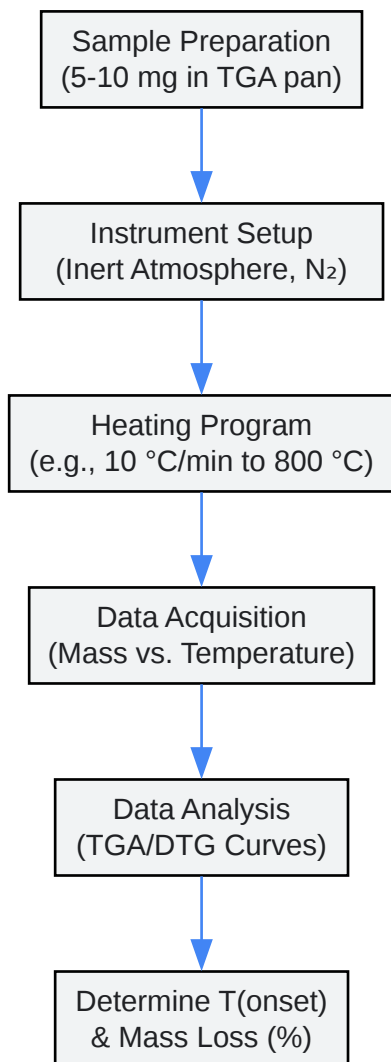 Sample Preparation
(5-10 mg in TGA pan)
Instrument Setup
(Inert Atmosphere, N₂)
Heating Program
(e.g., 10 °C/min to 800 °C)
Data Acquisition
(Mass vs. Temperature)
Data Analysis
(TGA/DTG Curves)
Determine T(onset)
& Mass Loss (%)